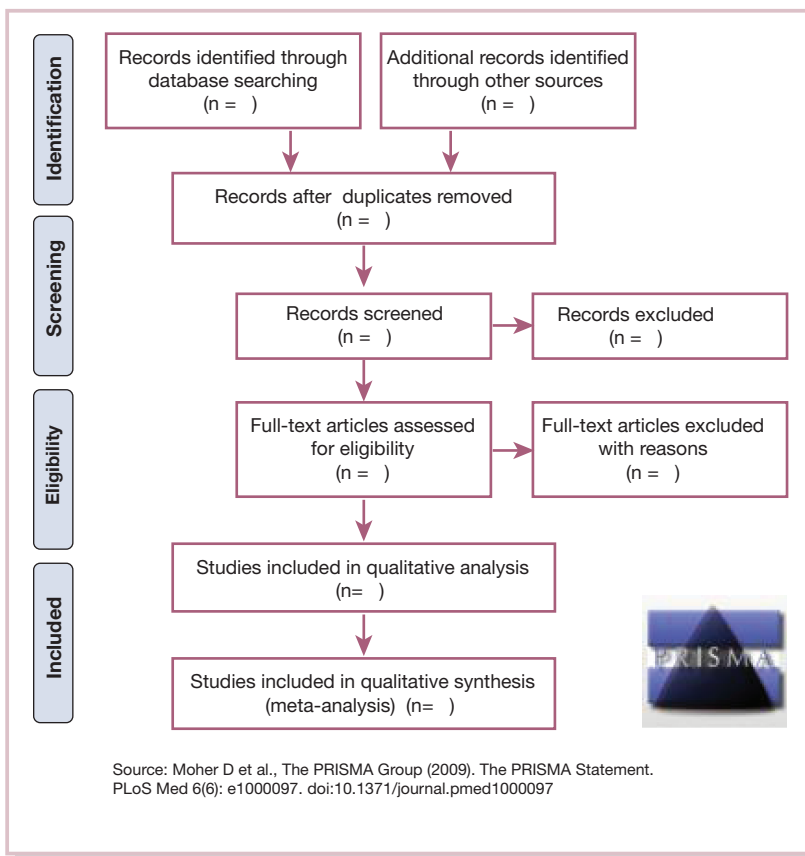 Identification
Records identified through
database searching
(n =   )
Additional records identified
through other sources
(n =   )
Records after  duplicates removed
(n =   )
Screening
Records screened
(n =   )
Records excluded
(n =   )
Eligibility
Full-text articles assessed
for eligibility
(n =   )
Full-text articles excluded
with reasons
(n =   )
Included
Studies included in qualitative analysis
(n=   )
Studies included in qualitative synthesis
(meta-analysis)  (n=   )
PRISMA
Source: Moher D et al., The PRISMA Group (2009). The PRISMA Statement.
PLoS Med 6(6): e1000097. doi:10.1371/journal.pmed1000097